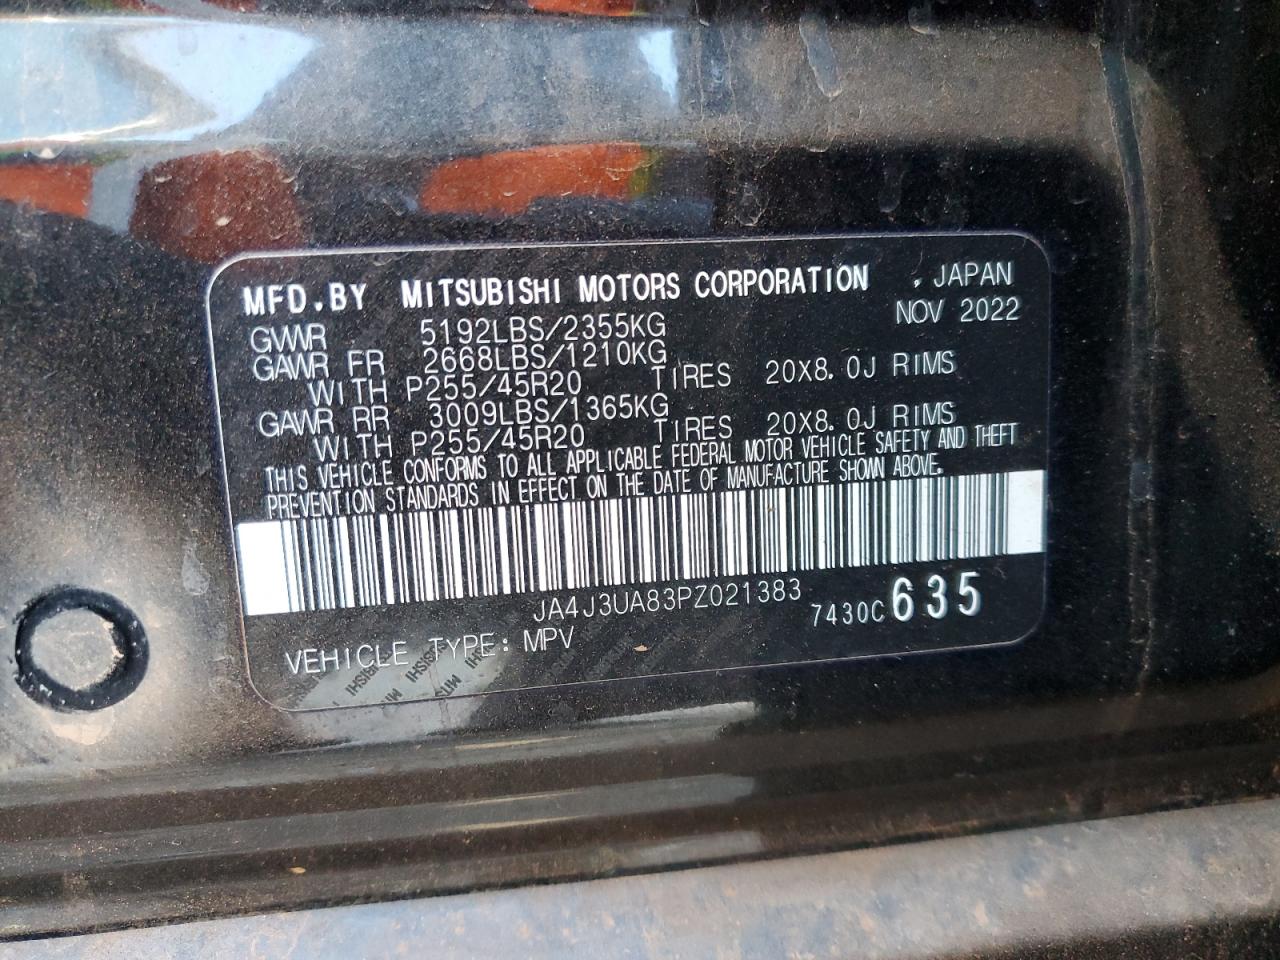 MFD.BY MITSUBISHI MOTORS CORPORATION , JAPAN
NOV 2022
GVWR 5192LBS/2355KG
GAWR FR 2668LBS/1210KG
WITH P255/45R20 TIRES 20X8.0J RIMS
GAWR RR 3009LBS/1365KG
WITH P255/45R20 TIRES 20X8.0J RIMS
THIS VEHICLE CONFORMS TO ALL APPLICABLE FEDERAL MOTOR VEHICLE SAFETY AND THEFT
PREVENTION STANDARDS IN EFFECT ON THE DATE OF MANUFACTURE SHOWN ABOVE.
JA4J3UA83PZ021383
7430C 635
VEHICLE TYPE: MPV